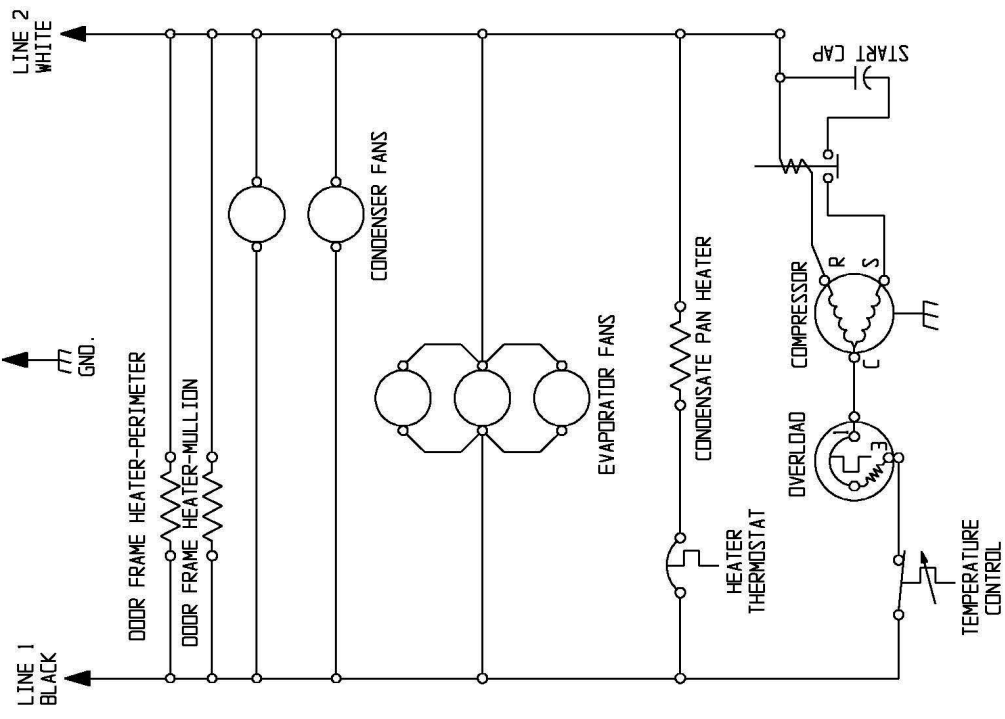 LINE 1
BLACK
GND.
LINE 2
WHITE
DOOR FRAME HEATER-PERIMETER
DOOR FRAME HEATER-MULLION
CONDENSER FANS
EVAPORATOR FANS
HEATER
THERMOSTAT
CONDENSATE PAN HEATER
TEMPERATURE
CONTROL
OVERLOAD
1
3
COMPRESSOR
C
R
S
START CAP